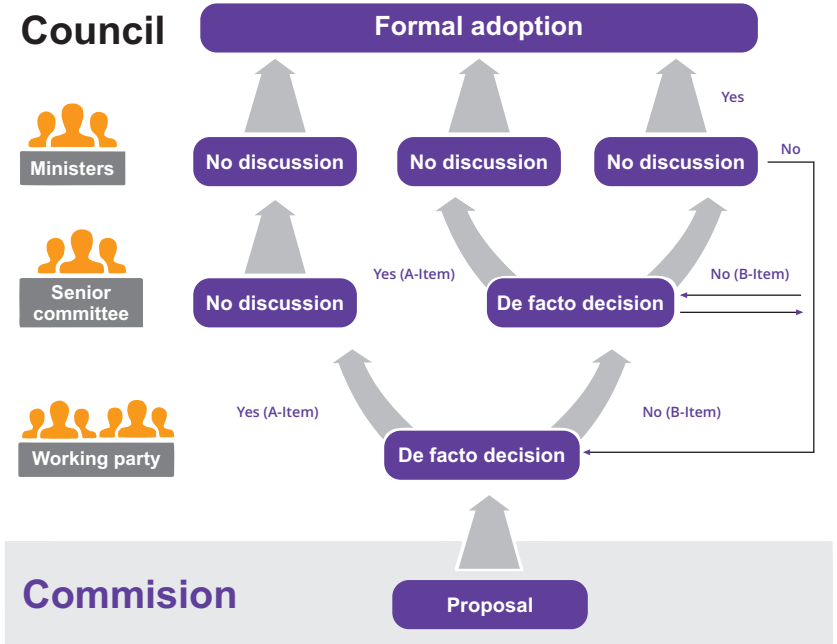 Council
Formal adoption
Yes
No
Ministers
No discussion
No discussion
No discussion
Yes (A-Item)
No (B-Item)
Senior
committee
No discussion
De facto decision
Yes (A-Item)
No (B-Item)
Working party
De facto decision
Commision
Proposal